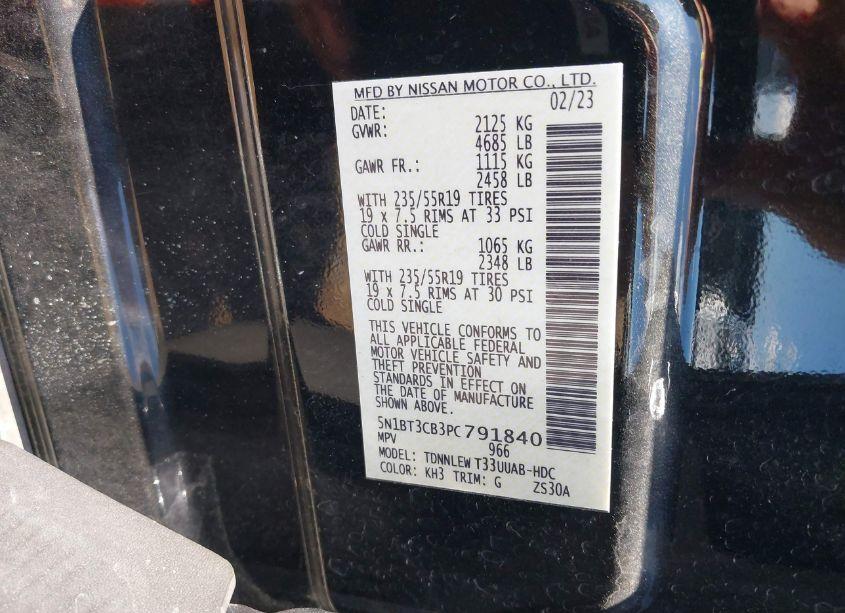 MFD BY NISSAN MOTOR CO., LTD.
DATE: 02/23
GVWR: 2125 KG
4685 LB
GAWR FR.: 1115 KG
2458 LB
WITH 235/55R19 TIRES
19 x 7.5 RIMS AT 33 PSI
COLD SINGLE
GAWR RR.: 1065 KG
2348 LB
WITH 235/55R19 TIRES
19 x 7.5 RIMS AT 30 PSI
COLD SINGLE
THIS VEHICLE CONFORMS TO
ALL APPLICABLE FEDERAL
MOTOR VEHICLE SAFETY AND
THEFT PREVENTION
STANDARDS IN EFFECT ON
THE DATE OF MANUFACTURE
SHOWN ABOVE.
5N1BT3CB3PC791840
MPV 966
MODEL: TDNNLEW T33UUAB-HDC
COLOR: KH3 TRIM: G ZS30A